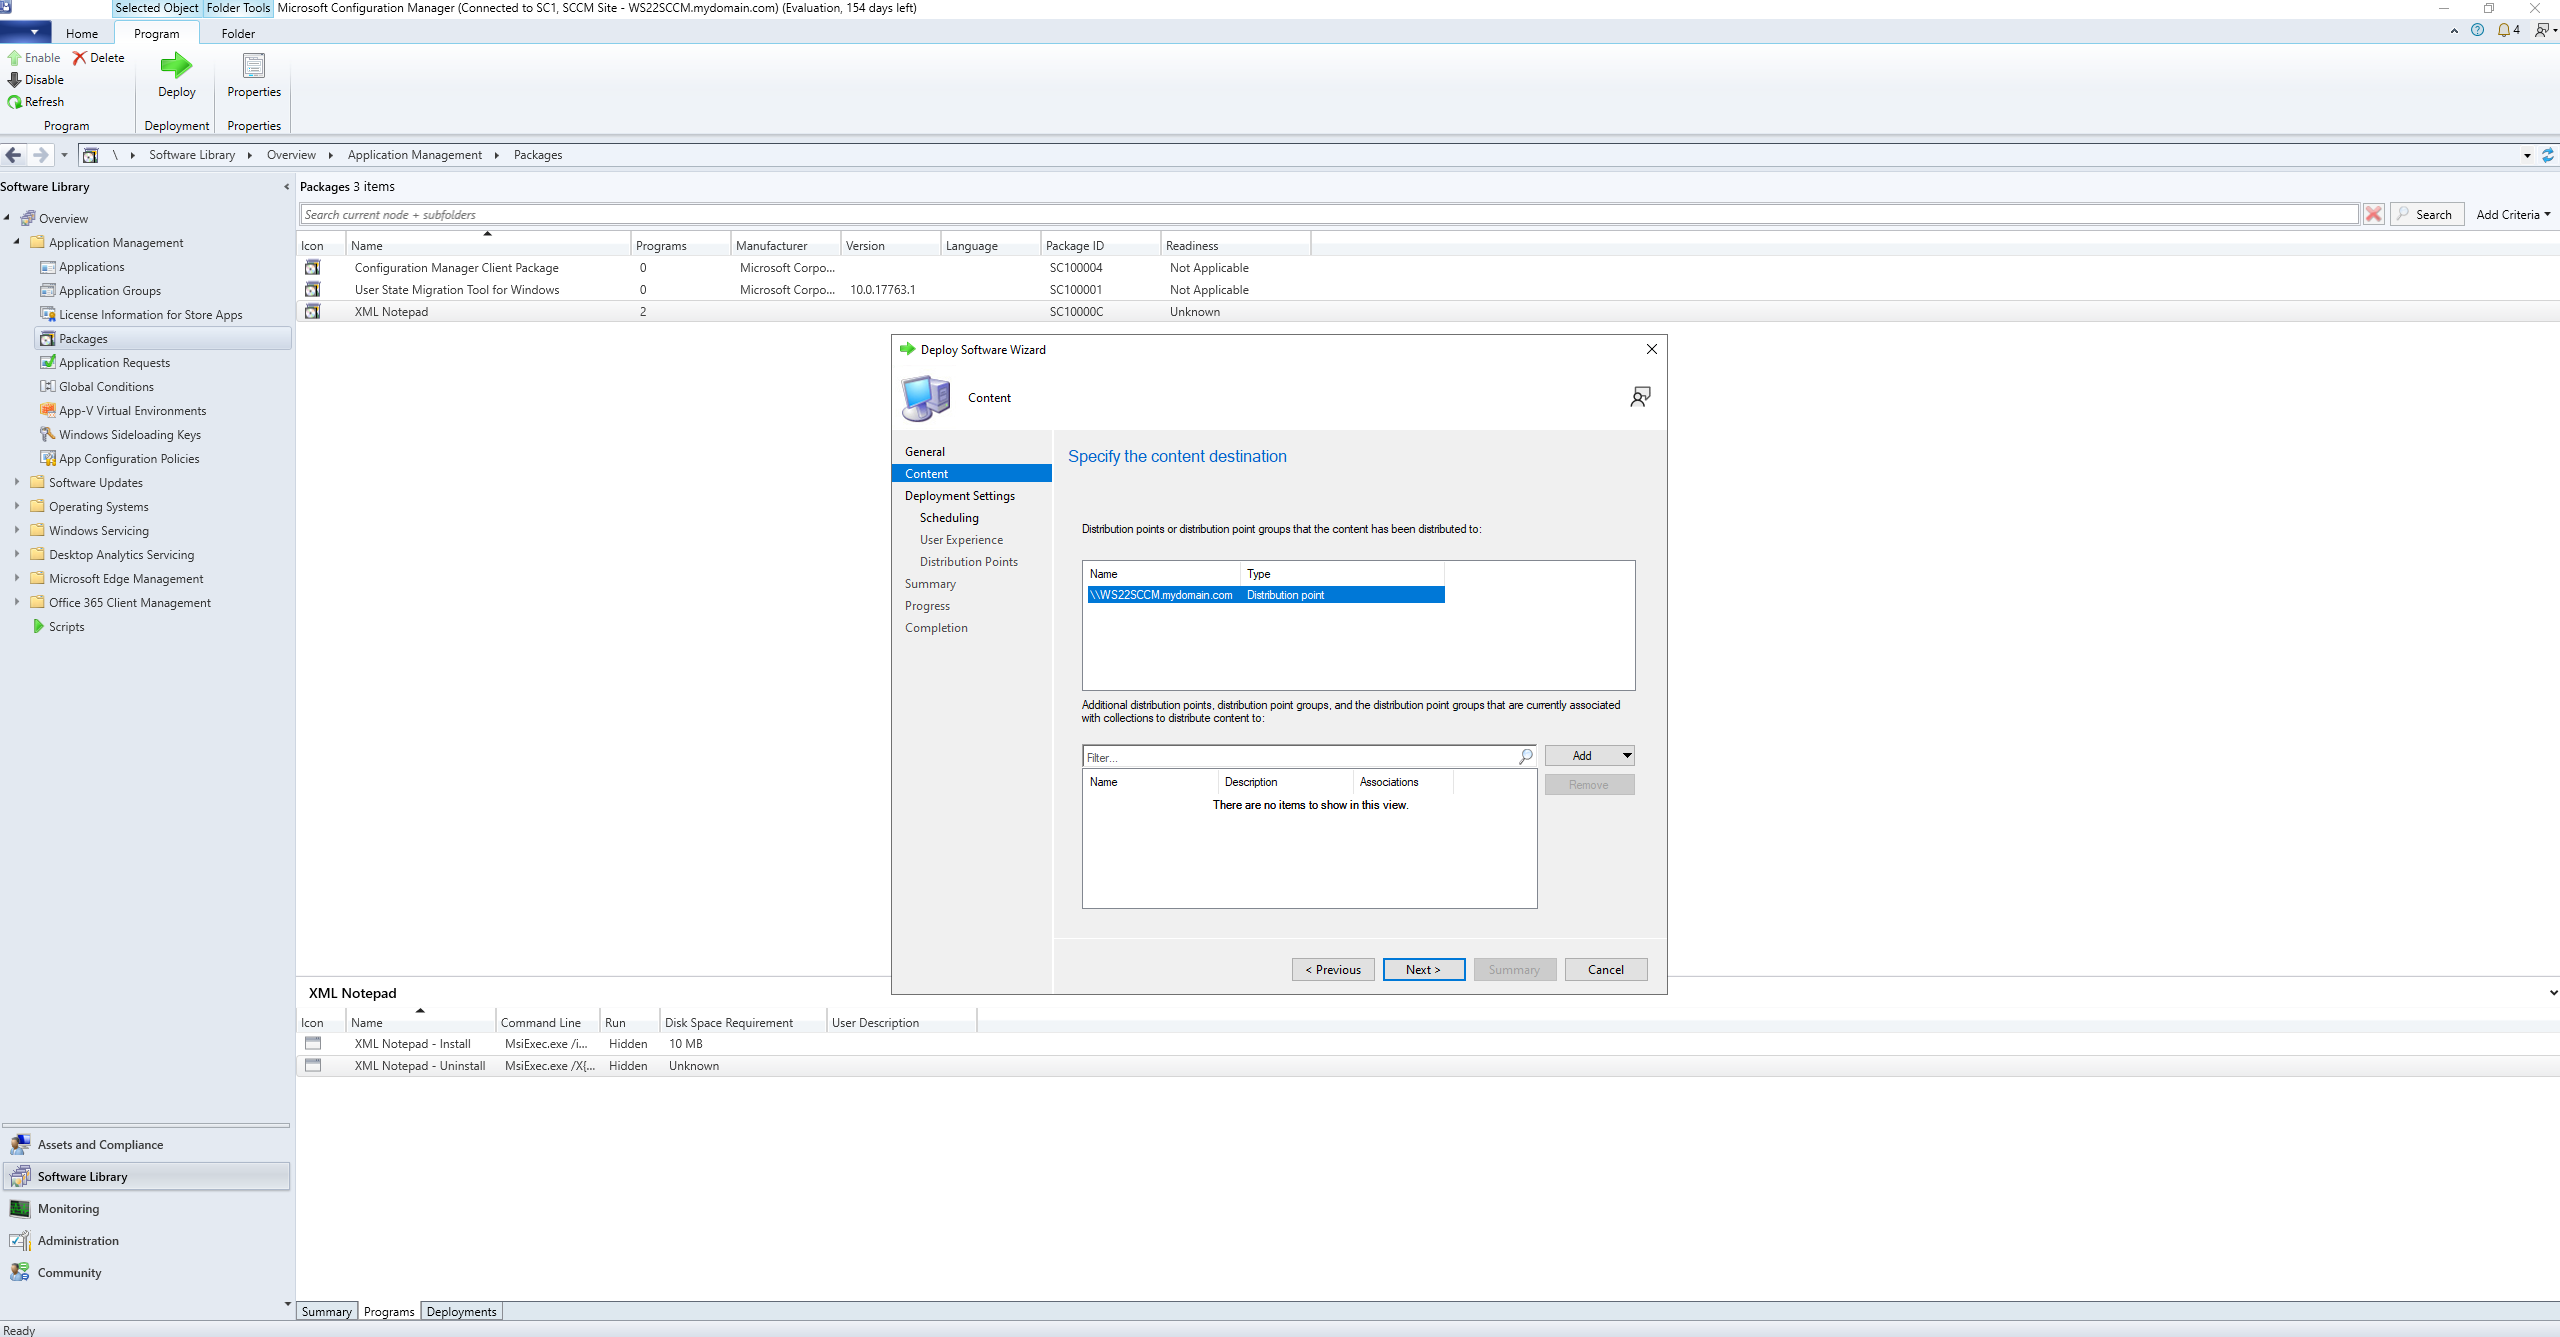 Selected Object Folder Tools Microsoft Configuration Manager (Connected to SC1, SCCM Site - WS22SCCM.mydomain.com) (Evaluation, 154 days left)
Home Program Folder
4
Enable Delete
Disable
Refresh
Deploy
Properties
Program Deployment Properties
\ Software Library Overview Application Management Packages
Software Library
Overview
Application Management
Applications
Application Groups
License Information for Store Apps
Packages
Application Requests
Global Conditions
App-V Virtual Environments
Windows Sideloading Keys
App Configuration Policies
Software Updates
Operating Systems
Windows Servicing
Desktop Analytics Servicing
Microsoft Edge Management
Office 365 Client Management
Scripts
Assets and Compliance
Software Library
Monitoring
Administration
Community
Packages 3 items
Search current node + subfolders Search Add Criteria
Icon Name Programs Manufacturer Version Language Package ID Readiness
Configuration Manager Client Package 0 Microsoft Corpo... SC100004 Not Applicable
User State Migration Tool for Windows 0 Microsoft Corpo... 10.0.17763.1 SC100001 Not Applicable
XML Notepad 2 SC10000C Unknown
Deploy Software Wizard
Content
General
Content
Deployment Settings
Scheduling
User Experience
Distribution Points
Summary
Progress
Completion
Specify the content destination
Distribution points or distribution point groups that the content has been distributed to:
Name Type
\\WS22SCCM.mydomain.com Distribution point
Additional distribution points, distribution point groups, and the distribution point groups that are currently associated
with collections to distribute content to:
Filter... Add
Remove
Name Description Associations
There are no items to show in this view.
< Previous Next > Summary Cancel
XML Notepad
Icon Name Command Line Run Disk Space Requirement User Description
XML Notepad - Install MsiExec.exe /i... Hidden 10 MB
XML Notepad - Uninstall MsiExec.exe /X{... Hidden Unknown
Summary Programs Deployments
Ready